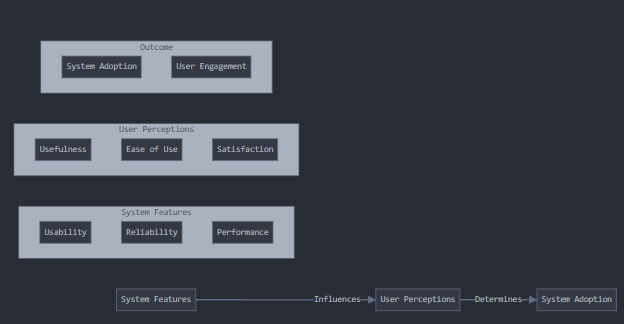 Outcome
System Adoption User Engagement
User Perceptions
Usefulness Ease of Use Satisfaction
System Features
Usability Reliability Performance
System Features Influences User Perceptions Determines System Adoption